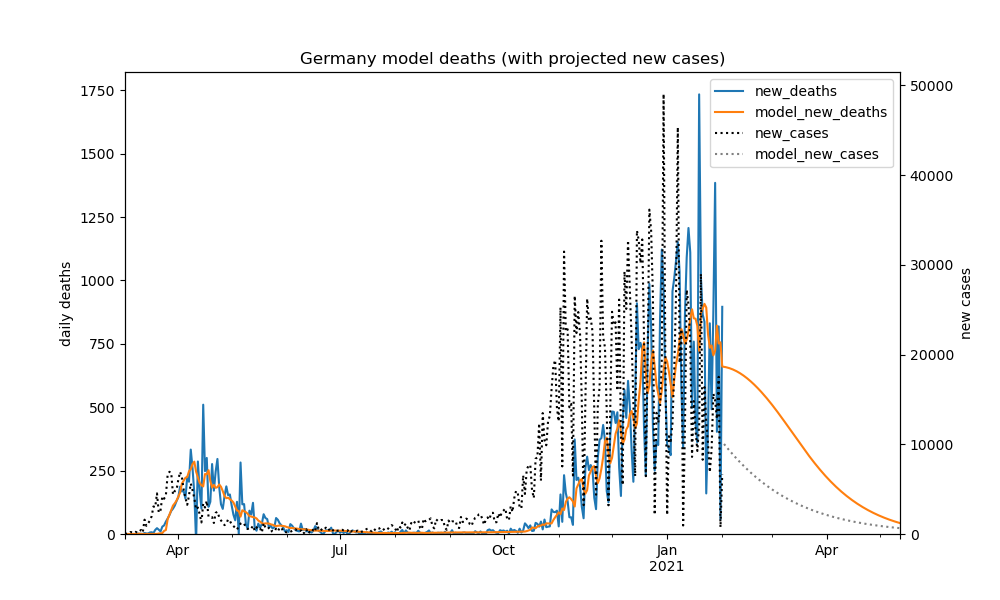 Germany model deaths (with projected new cases)
1750
1500
1250
1000
750
500
250
0
daily deaths
50000
40000
30000
20000
10000
0
new cases
new_deaths
model_new_deaths
new_cases
model_new_cases
Apr
Jul
Oct
Jan
2021
Apr